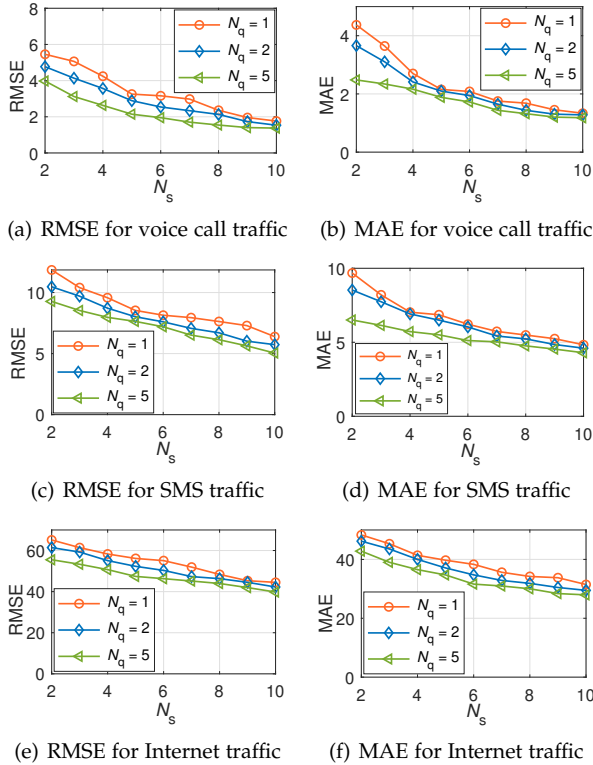 8
6
4
2
0
RMSE
2 4 6 8 10
N_s
N_q = 1
N_q = 2
N_q = 5
(a) RMSE for voice call traffic
4
2
0
MAE
2 4 6 8 10
N_s
N_q = 1
N_q = 2
N_q = 5
(b) MAE for voice call traffic
10
5
0
RMSE
2 4 6 8 10
N_s
N_q = 1
N_q = 2
N_q = 5
(c) RMSE for SMS traffic
10
5
0
MAE
2 4 6 8 10
N_s
N_q = 1
N_q = 2
N_q = 5
(d) MAE for SMS traffic
60
40
20
0
RMSE
2 4 6 8 10
N_s
N_q = 1
N_q = 2
N_q = 5
(e) RMSE for Internet traffic
40
20
0
MAE
2 4 6 8 10
N_s
N_q = 1
N_q = 2
N_q = 5
(f) MAE for Internet traffic